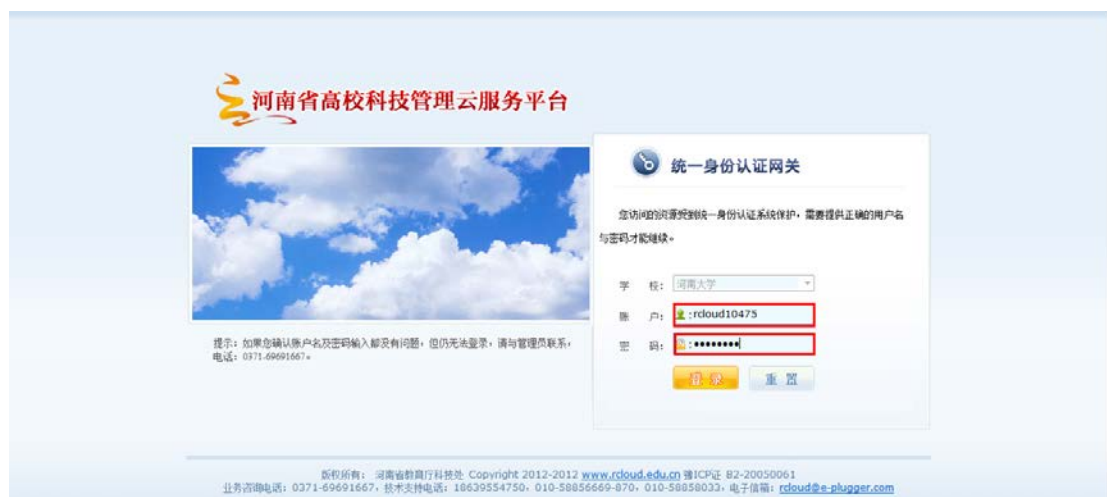 河南省高校科技管理云服务平台
统一身份认证网关
您访问的资源受到统一身份认证系统保护，需要提供正确的用户名
与密码才能继续。
学 校： 河南大学
账 户： :rcloud10475
密 码： :••••••••
登 录 重 置
提示：如果您确认账户名及密码输入都没有问题，但仍无法登录，请与管理员联系，
电话：0371-69691667。
版权所有： 河南省教育厅科技处 Copyright 2012-2012 www.rcloud.edu.cn 豫ICP证 B2-20050061
业务咨询电话：0371-69691667，技术支持电话：18639554750，010-58856669-870，010-58858033，电子信箱：rcloud@e-plugger.com